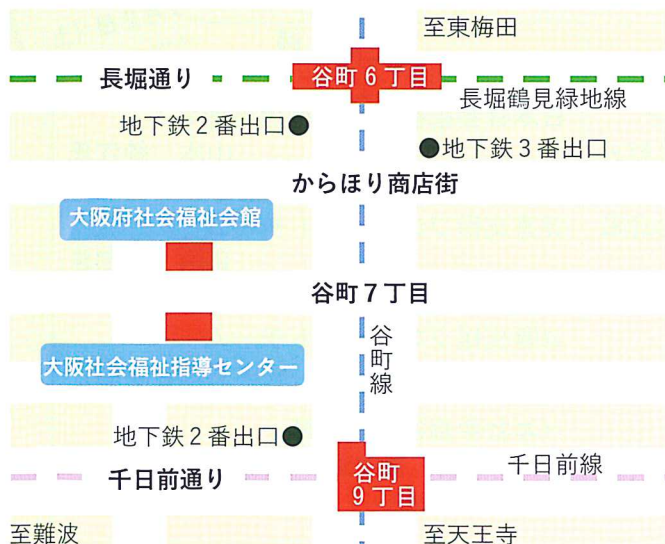 至東梅田
長堀通り
谷町6丁目
長堀鶴見緑地線
地下鉄2番出口●
●地下鉄3番出口
からほり商店街
大阪府社会福祉会館
谷町7丁目
谷町線
大阪社会福祉指導センター
地下鉄2番出口●
千日前通り
谷町
9丁目
千日前線
至難波
至天王寺